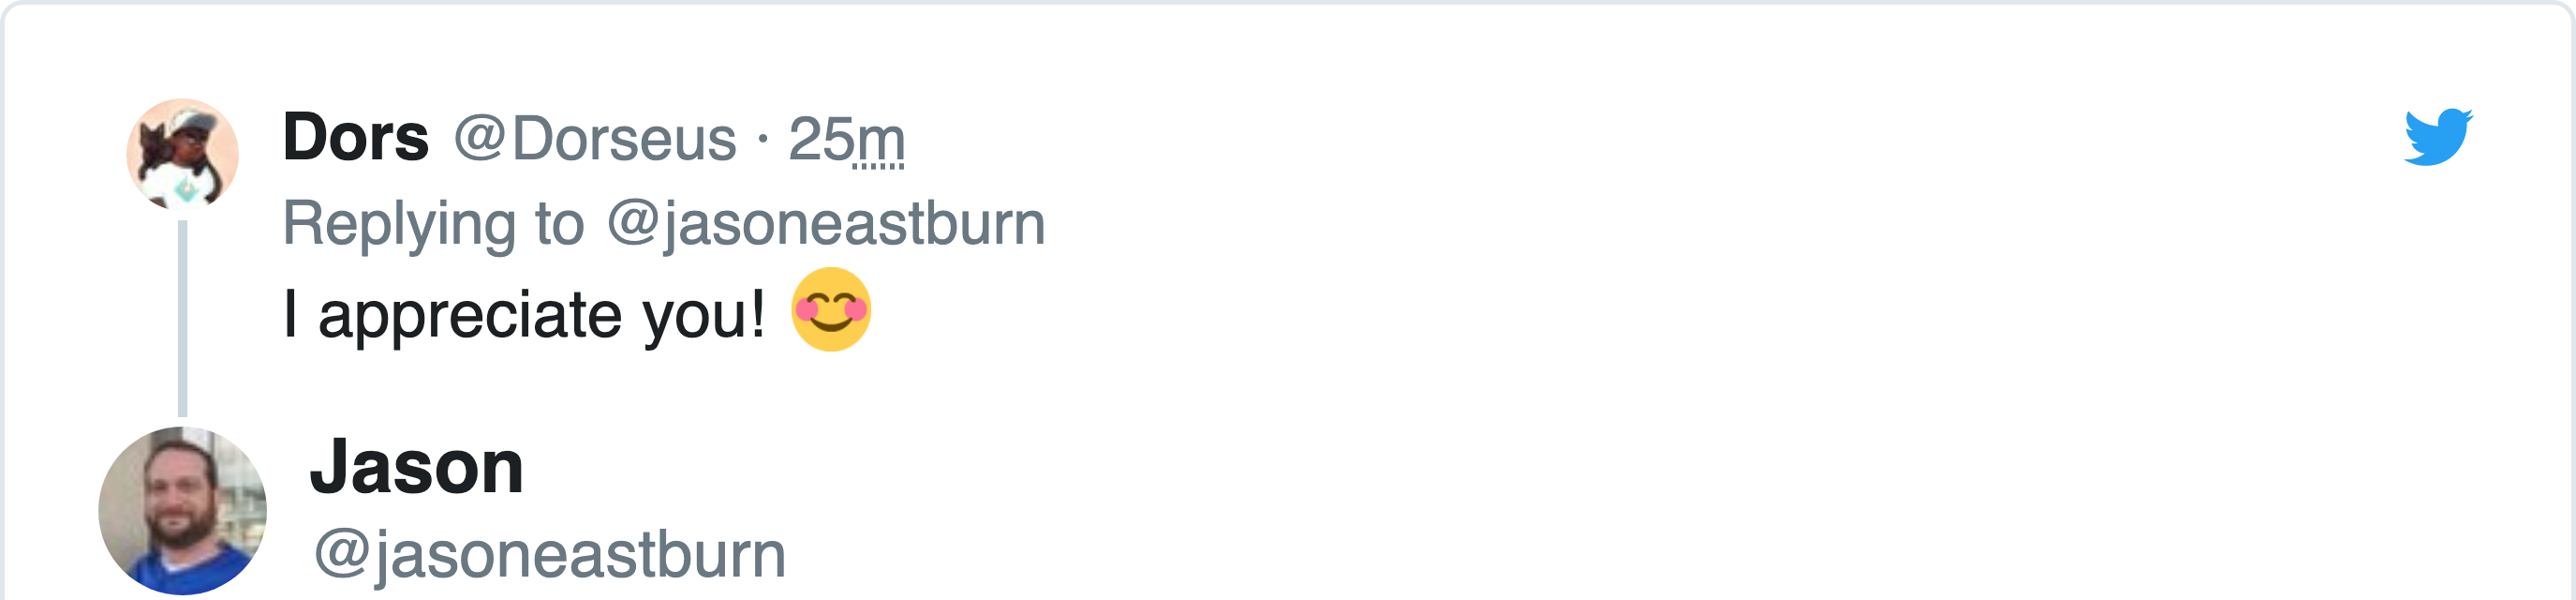 Dors @Dorseus · 25m
Replying to @jasoneastburn
I appreciate you! 😊
Jason
@jasoneastburn